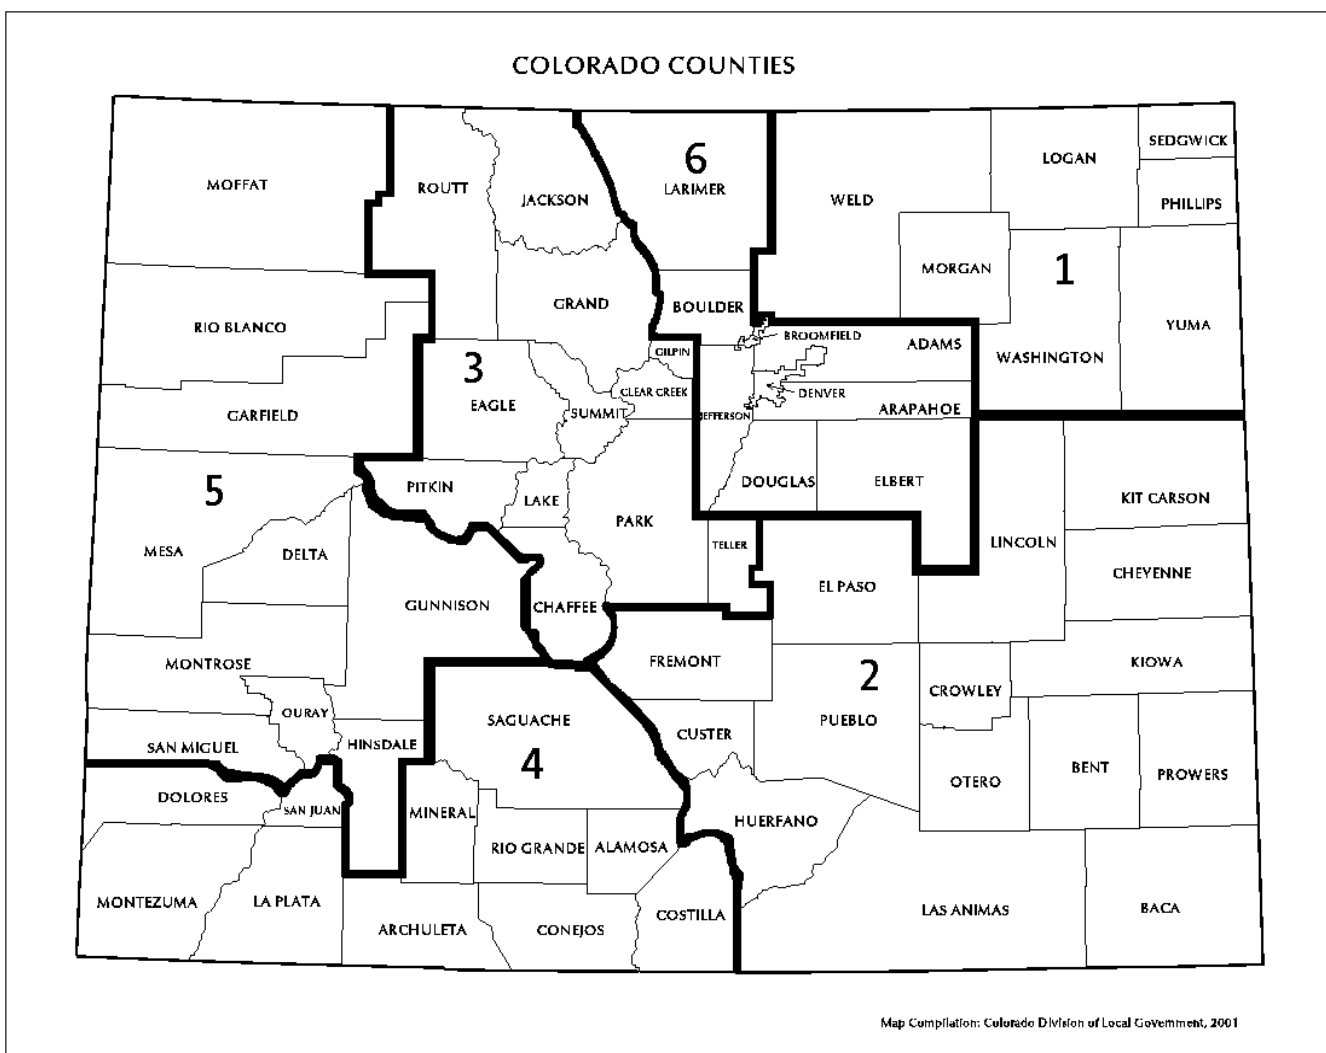 COLORADO COUNTIES
SEDGWICK
LOGAN
6
MOFFAT
ROUTT
LARIMER
JACKSON
WELD
PHILLIPS
MORGAN
1
GRAND
BOULDER
RIO BLANCO
YUMA
BROOMFIELD
ADAMS
GILPIN
WASHINGTON
3
CLEAR CREEK
DENVER
EAGLE
SUMMIT
JEFFERSON
ARAPAHOE
GARFIELD
5
PITKIN
DOUGLAS
ELBERT
LAKE
KIT CARSON
PARK
MESA
DELTA
TELLER
LINCOLN
CHEYENNE
EL PASO
GUNNISON
CHAFFEE
MONTROSE
FREMONT
KIOWA
2
CROWLEY
OURAY
SAGUACHE
PUEBLO
SAN MIGUEL
HINSDALE
CUSTER
4
BENT
PROWERS
OTERO
DOLORES
SAN JUAN
MINERAL
HUERFANO
RIO GRANDE
ALAMOSA
MONTEZUMA
LA PLATA
COSTILLA
LAS ANIMAS
BACA
ARCHULETA
CONEJOS
Map Compilation: Colorado Division of Local Government, 2001